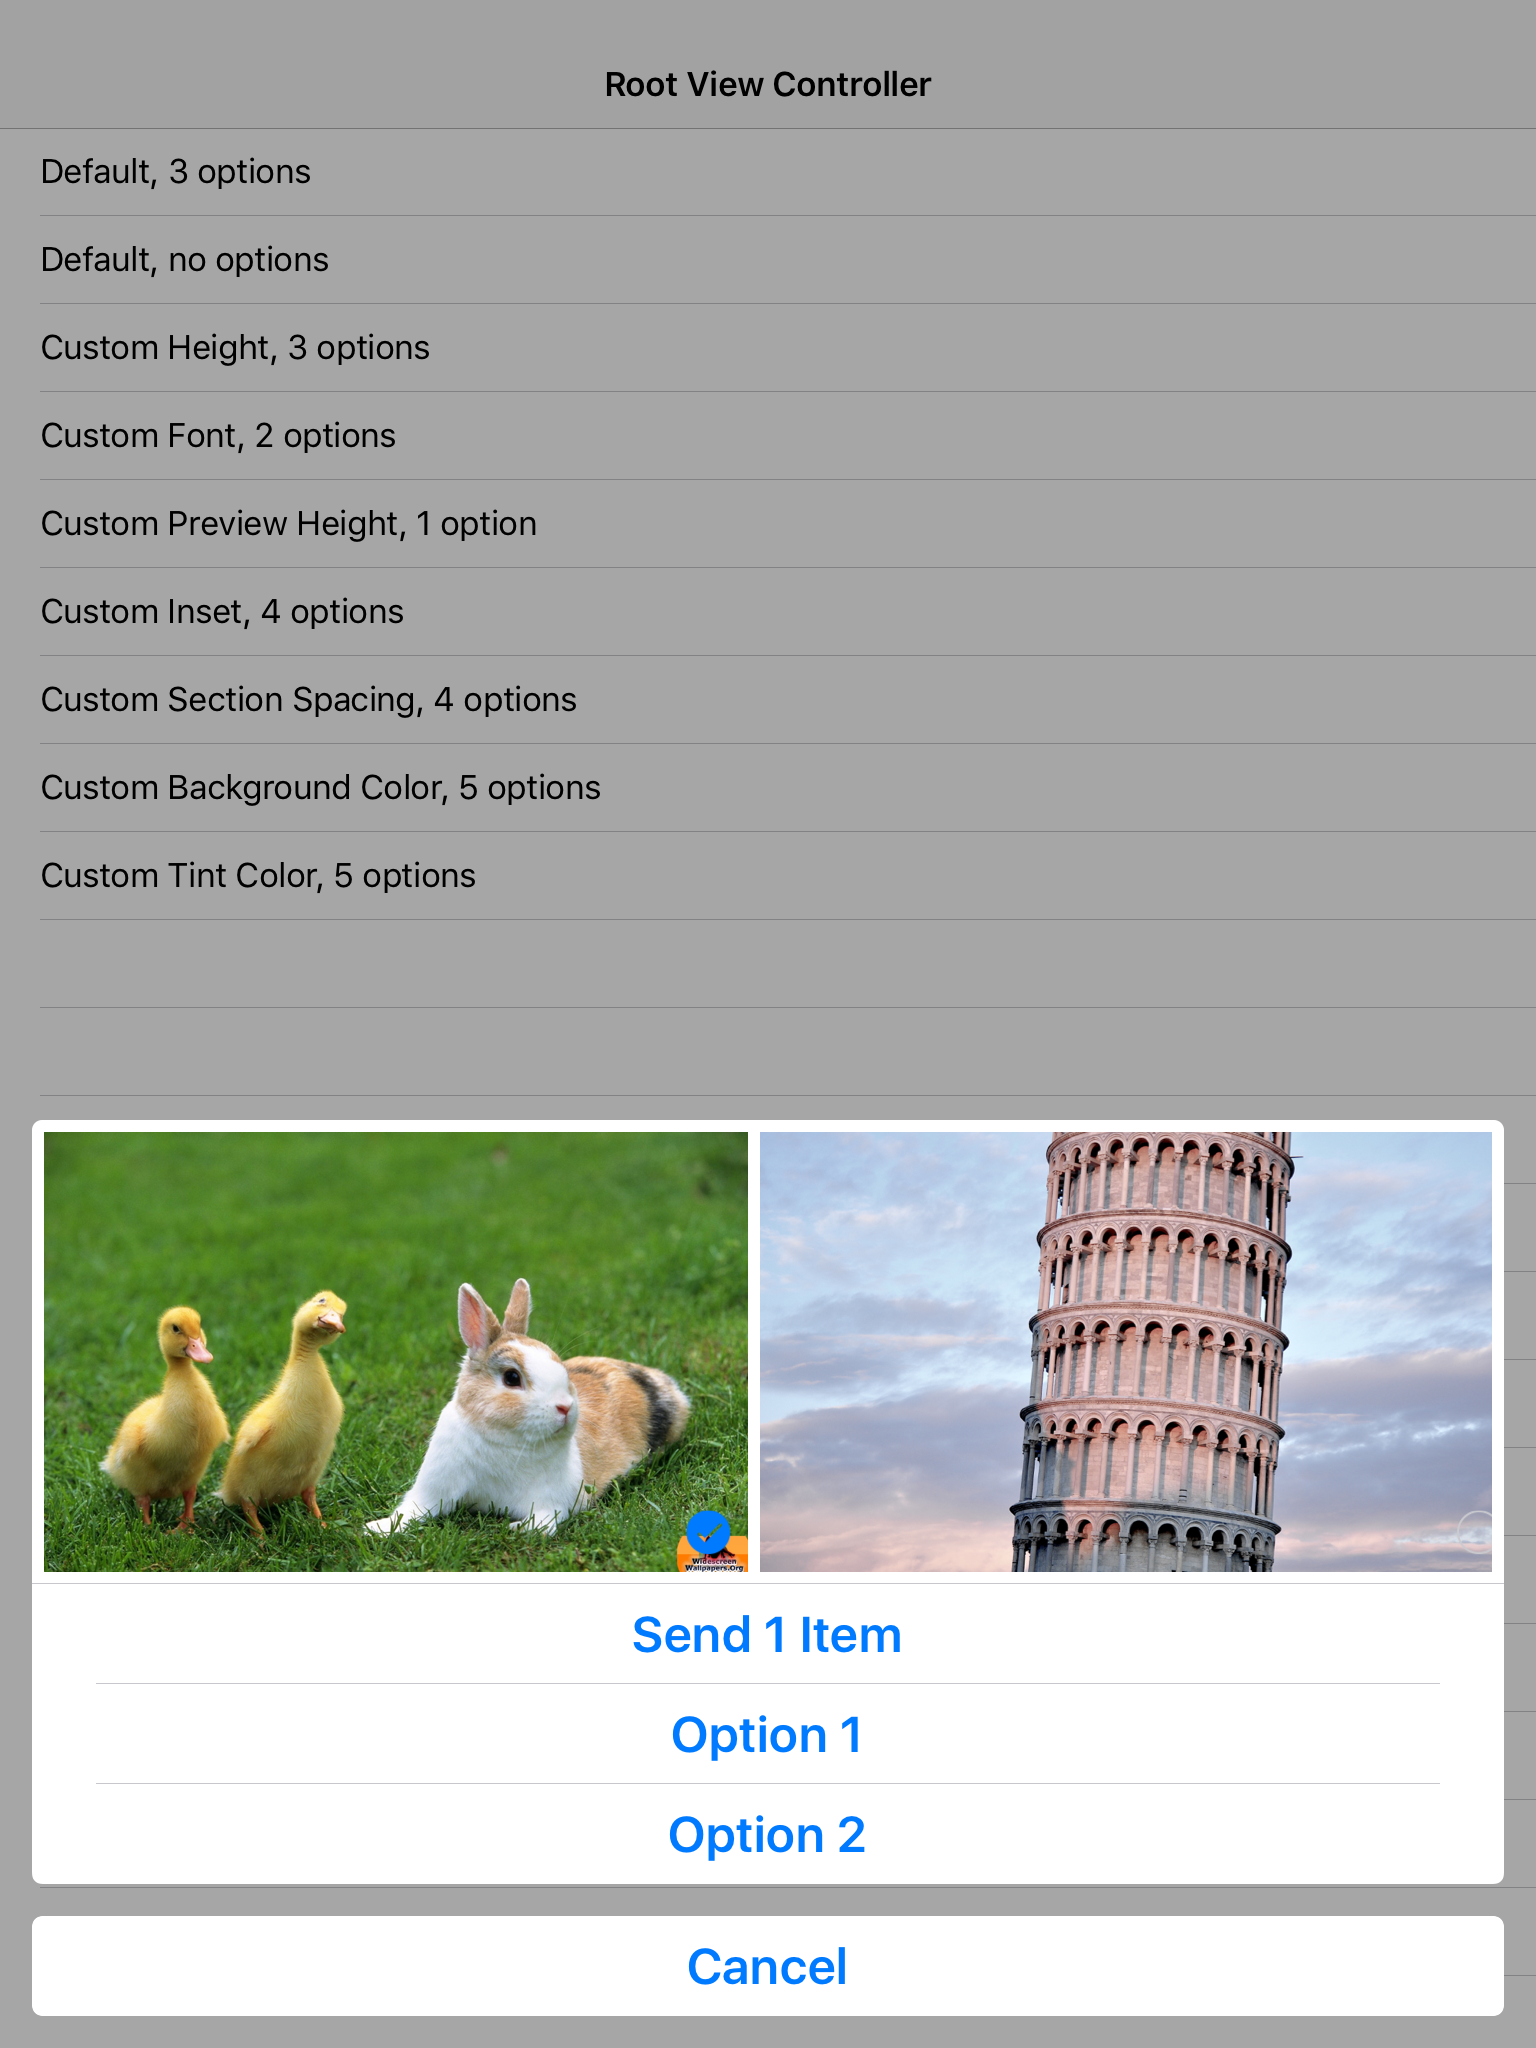 Root View Controller
Default, 3 options
Default, no options
Custom Height, 3 options
Custom Font, 2 options
Custom Preview Height, 1 option
Custom Inset, 4 options
Custom Section Spacing, 4 options
Custom Background Color, 5 options
Custom Tint Color, 5 options
Widescreen
Wallpapers.Org
Send 1 Item
Option 1
Option 2
Cancel